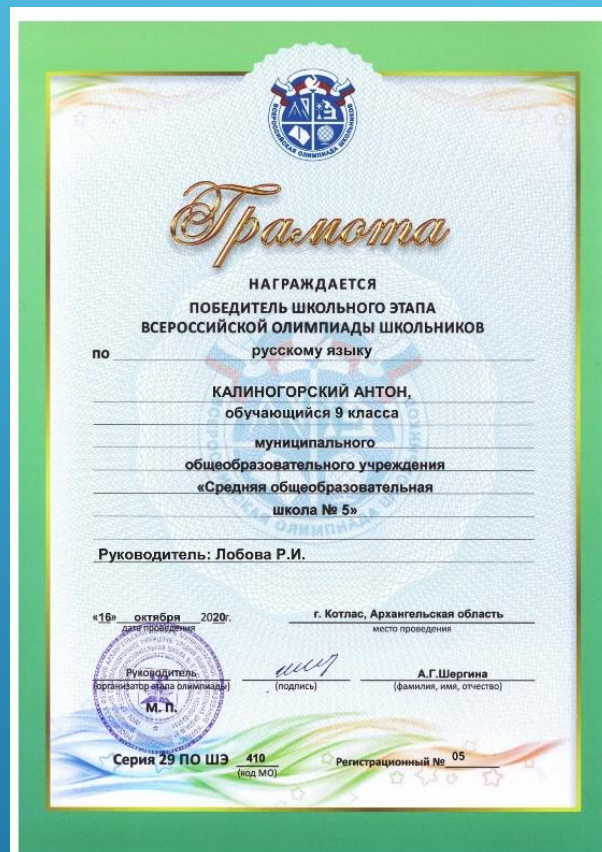 ВСЕРОССИЙСКАЯ ОЛИМПИАДА ШКОЛЬНИКОВ
Грамота
НАГРАЖДАЕТСЯ
ПОБЕДИТЕЛЬ ШКОЛЬНОГО ЭТАПА
ВСЕРОССИЙСКОЙ ОЛИМПИАДЫ ШКОЛЬНИКОВ
по русскому языку
КАЛИНОГОРСКИЙ АНТОН,
обучающийся 9 класса
муниципального
общеобразовательного учреждения
«Средняя общеобразовательная
школа № 5»
Руководитель: Лобова Р.И.
«16» октября 2020г. г. Котлас, Архангельская область
дата проведения место проведения
Руководитель А.Г.Шергина
(организатор этапа олимпиады) (подпись) (фамилия, имя, отчество)
М. П.
Серия 29 ПО ШЭ 410 Регистрационный № 05
(код МО)